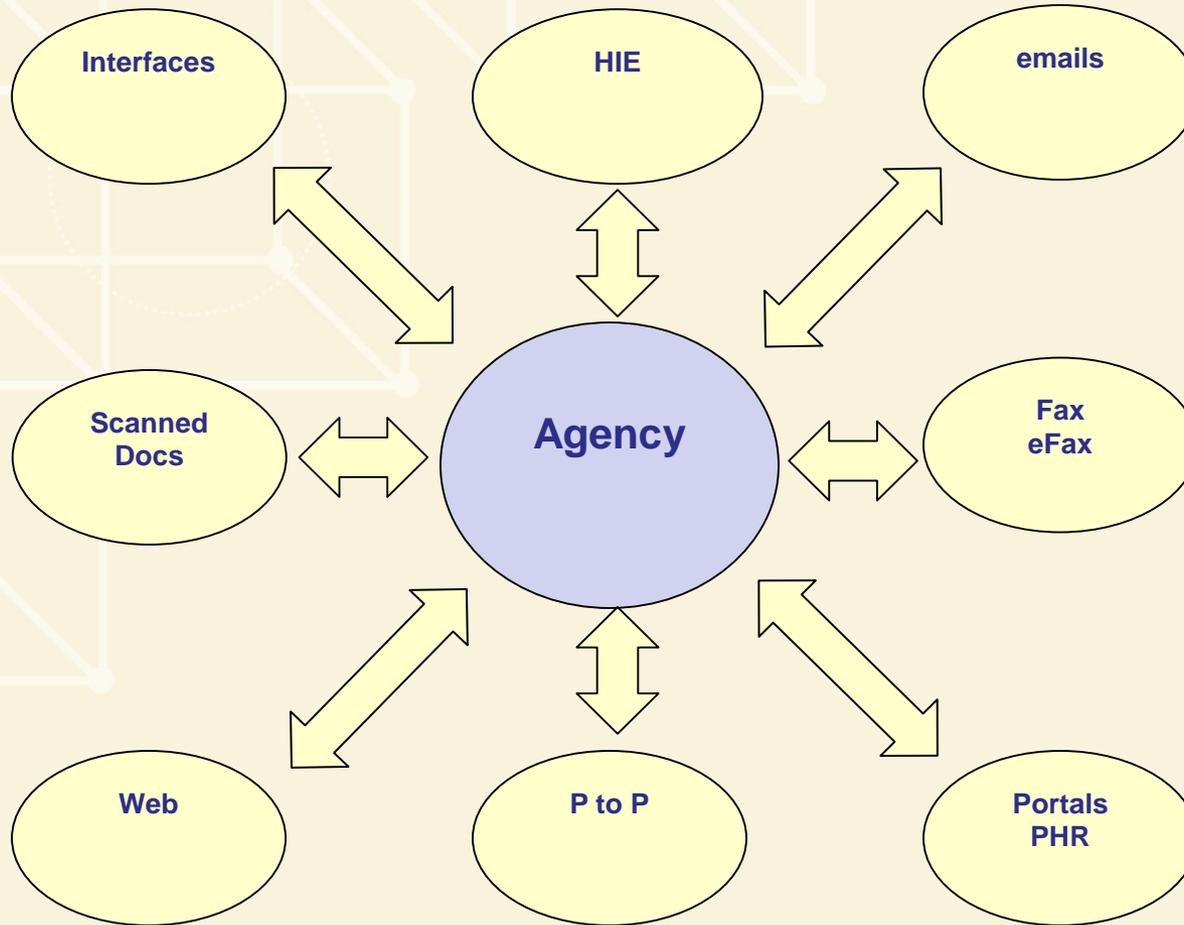 Interfaces
HIE
emails
Scanned
Docs
Agency
Fax
eFax
Web
P to P
Portals
PHR